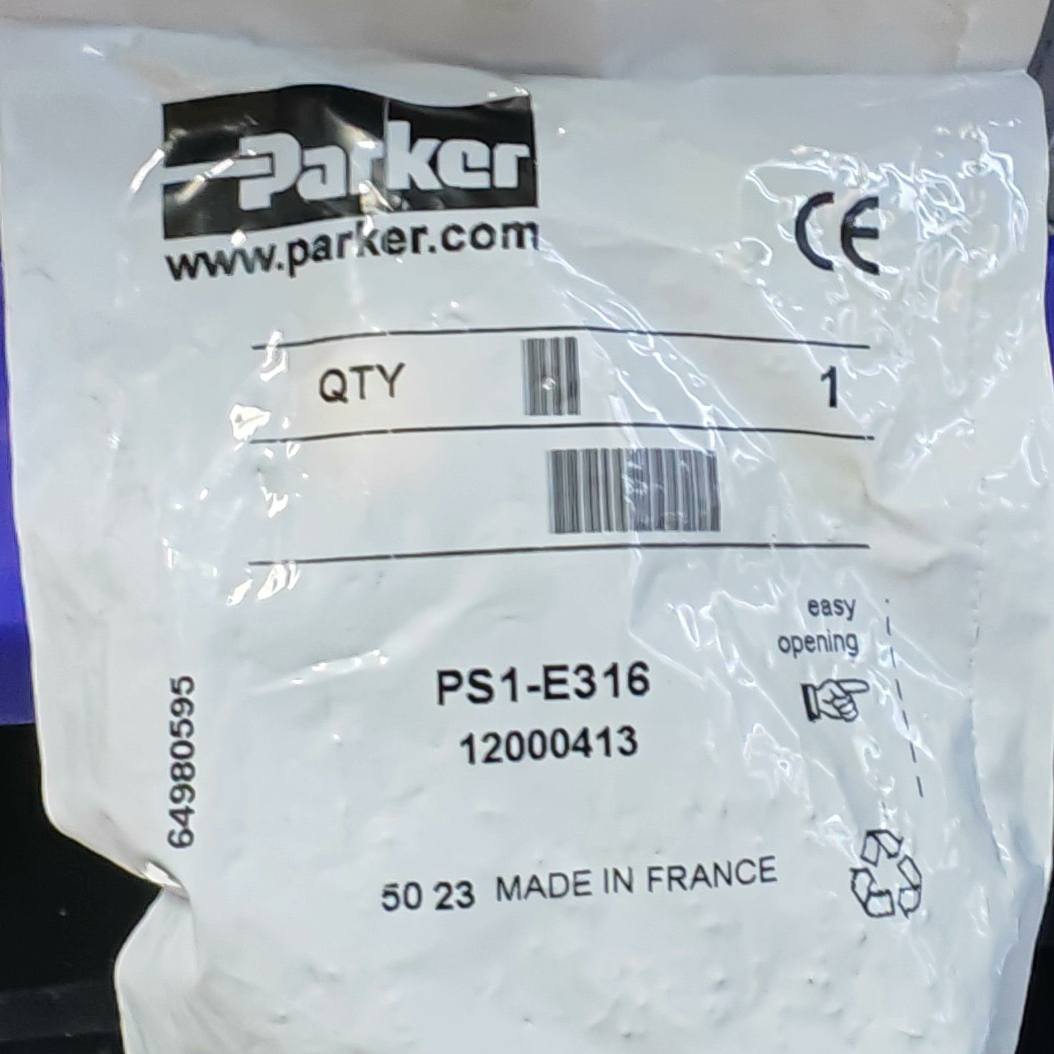 Parker
www.parker.com
CE
QTY 1
easy
opening
PS1-E316
12000413
64980595
50 23 MADE IN FRANCE